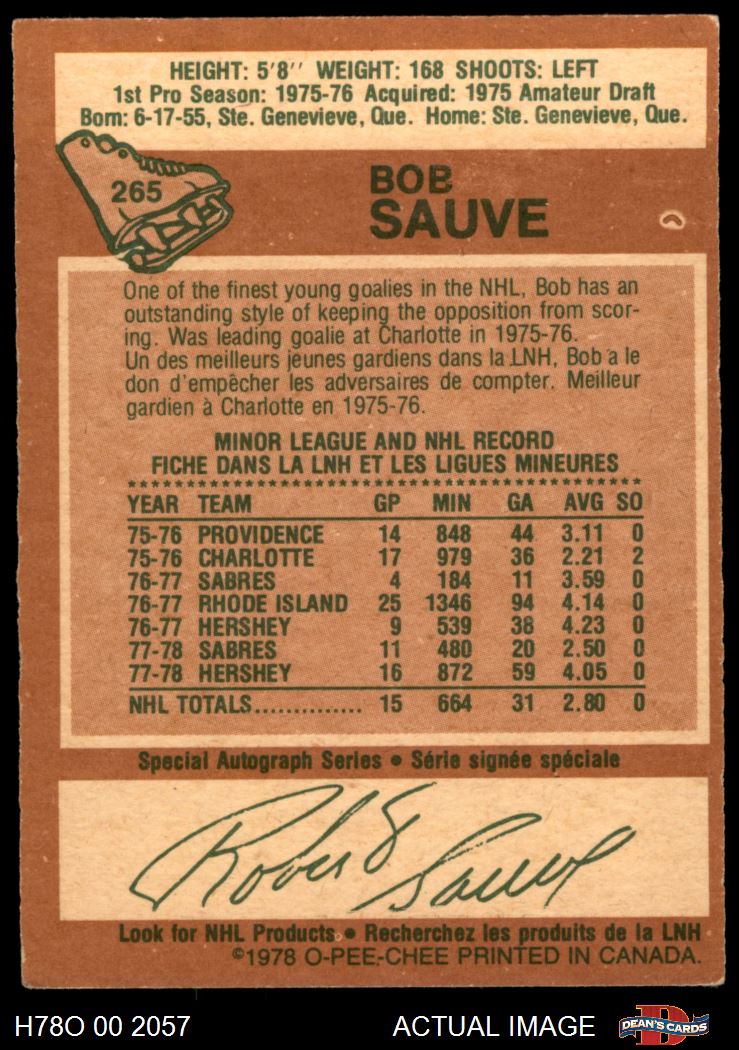 HEIGHT: 5'8'' WEIGHT: 168 SHOOTS: LEFT
1st Pro Season: 1975-76 Acquired: 1975 Amateur Draft
Born: 6-17-55, Ste. Genevieve, Que. Home: Ste. Genevieve, Que.
265
BOB
SAUVE
One of the finest young goalies in the NHL, Bob has an
outstanding style of keeping the opposition from scor-
ing. Was leading goalie at Charlotte in 1975-76.
Un des meilleurs jeunes gardiens dans la LNH, Bob a le
don d'empêcher les adversaires de compter. Meilleur
gardien à Charlotte en 1975-76.
MINOR LEAGUE AND NHL RECORD
FICHE DANS LA LNH ET LES LIGUES MINEURES
YEAR TEAM GP MIN GA AVG SO
75-76 PROVIDENCE 14 848 44 3.11 0
75-76 CHARLOTTE 17 979 36 2.21 2
76-77 SABRES 4 184 11 3.59 0
76-77 RHODE ISLAND 25 1346 94 4.14 0
76-77 HERSHEY 9 539 38 4.23 0
77-78 SABRES 11 480 20 2.50 0
77-78 HERSHEY 16 872 59 4.05 0
NHL TOTALS.............. 15 664 31 2.80 0
Special Autograph Series • Série signée spéciale
Robert Sauve
Look for NHL Products • Recherchez les produits de la LNH
©1978 O-PEE-CHEE PRINTED IN CANADA.
H78O 00 2057 ACTUAL IMAGE DEAN'S CARDS